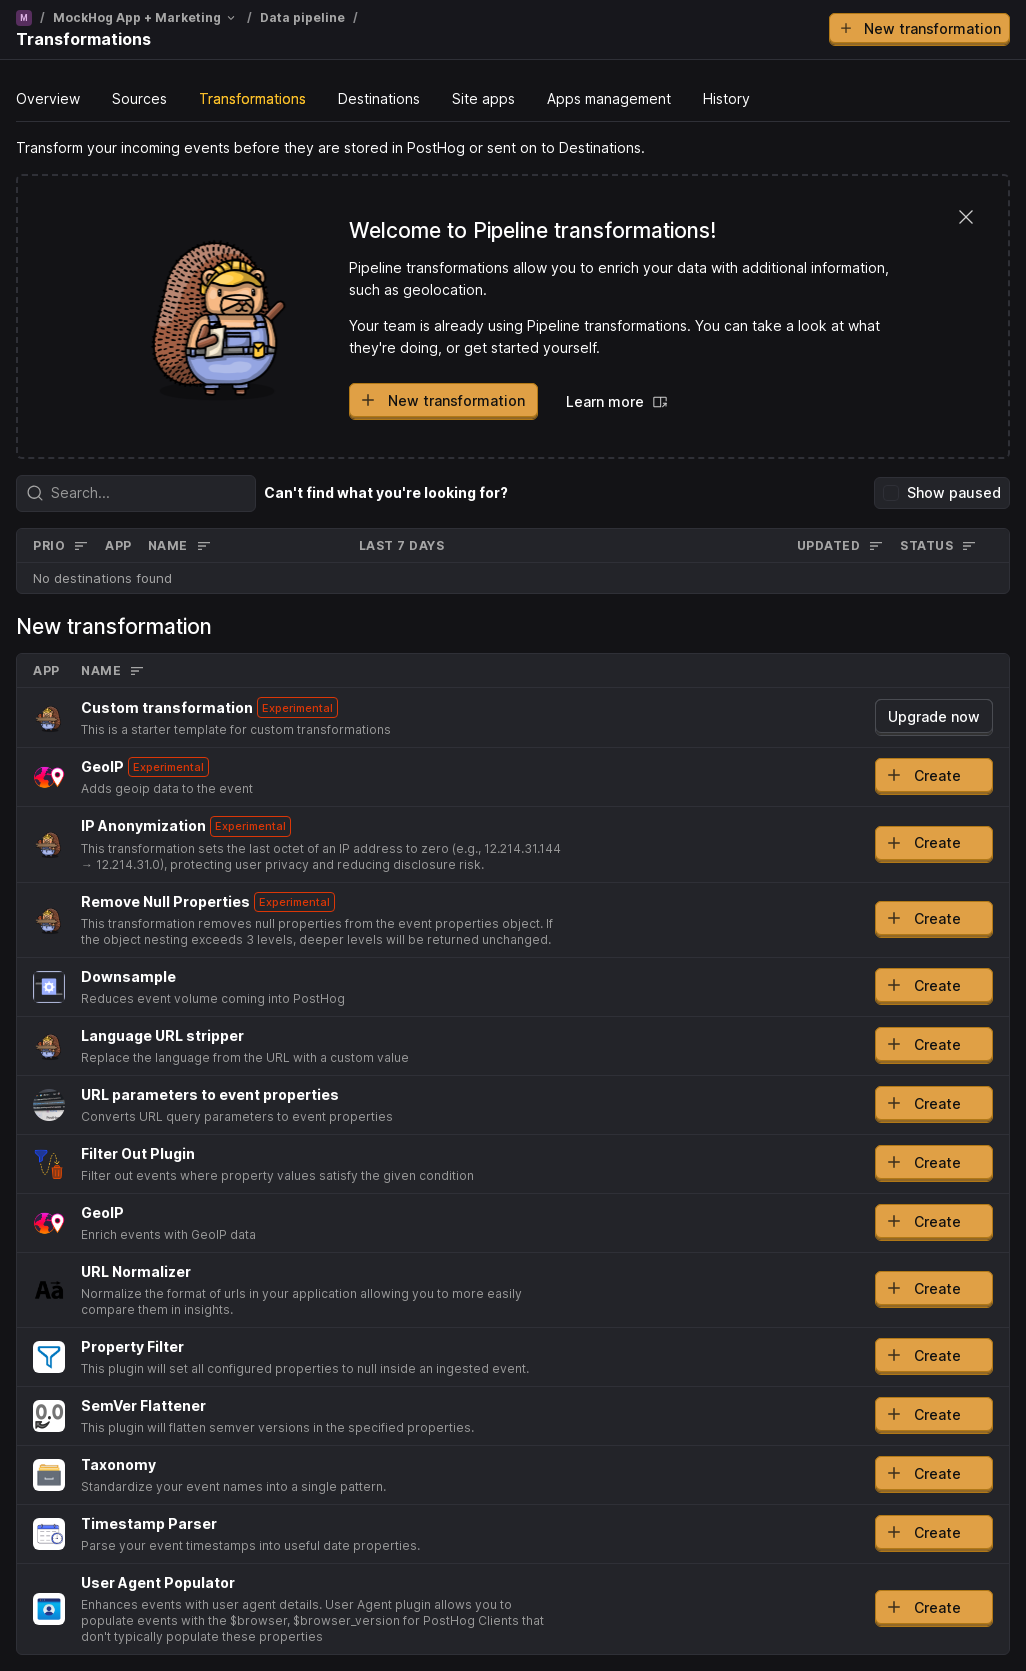 M / MockHog App + Marketing / Data pipeline /
Transformations
New transformation
Overview Sources Transformations Destinations Site apps Apps management History
Transform your incoming events before they are stored in PostHog or sent on to Destinations.
Welcome to Pipeline transformations!
Pipeline transformations allow you to enrich your data with additional information,
such as geolocation.
Your team is already using Pipeline transformations. You can take a look at what
they're doing, or get started yourself.
New transformation Learn more
Search... Can't find what you're looking for? Show paused
PRIO APP NAME LAST 7 DAYS UPDATED STATUS
No destinations found
New transformation
APP NAME
Custom transformation Experimental
This is a starter template for custom transformations
Upgrade now
GeoIP Experimental
Adds geoip data to the event
Create
IP Anonymization Experimental
This transformation sets the last octet of an IP address to zero (e.g., 12.214.31.144
→ 12.214.31.0), protecting user privacy and reducing disclosure risk.
Create
Remove Null Properties Experimental
This transformation removes null properties from the event properties object. If
the object nesting exceeds 3 levels, deeper levels will be returned unchanged.
Create
Downsample
Reduces event volume coming into PostHog
Create
Language URL stripper
Replace the language from the URL with a custom value
Create
URL parameters to event properties
Converts URL query parameters to event properties
Create
Filter Out Plugin
Filter out events where property values satisfy the given condition
Create
GeoIP
Enrich events with GeoIP data
Create
URL Normalizer
Normalize the format of urls in your application allowing you to more easily
compare them in insights.
Create
Property Filter
This plugin will set all configured properties to null inside an ingested event.
Create
0.0
SemVer Flattener
This plugin will flatten semver versions in the specified properties.
Create
Taxonomy
Standardize your event names into a single pattern.
Create
Timestamp Parser
Parse your event timestamps into useful date properties.
Create
User Agent Populator
Enhances events with user agent details. User Agent plugin allows you to
populate events with the $browser, $browser_version for PostHog Clients that
don't typically populate these properties
Create